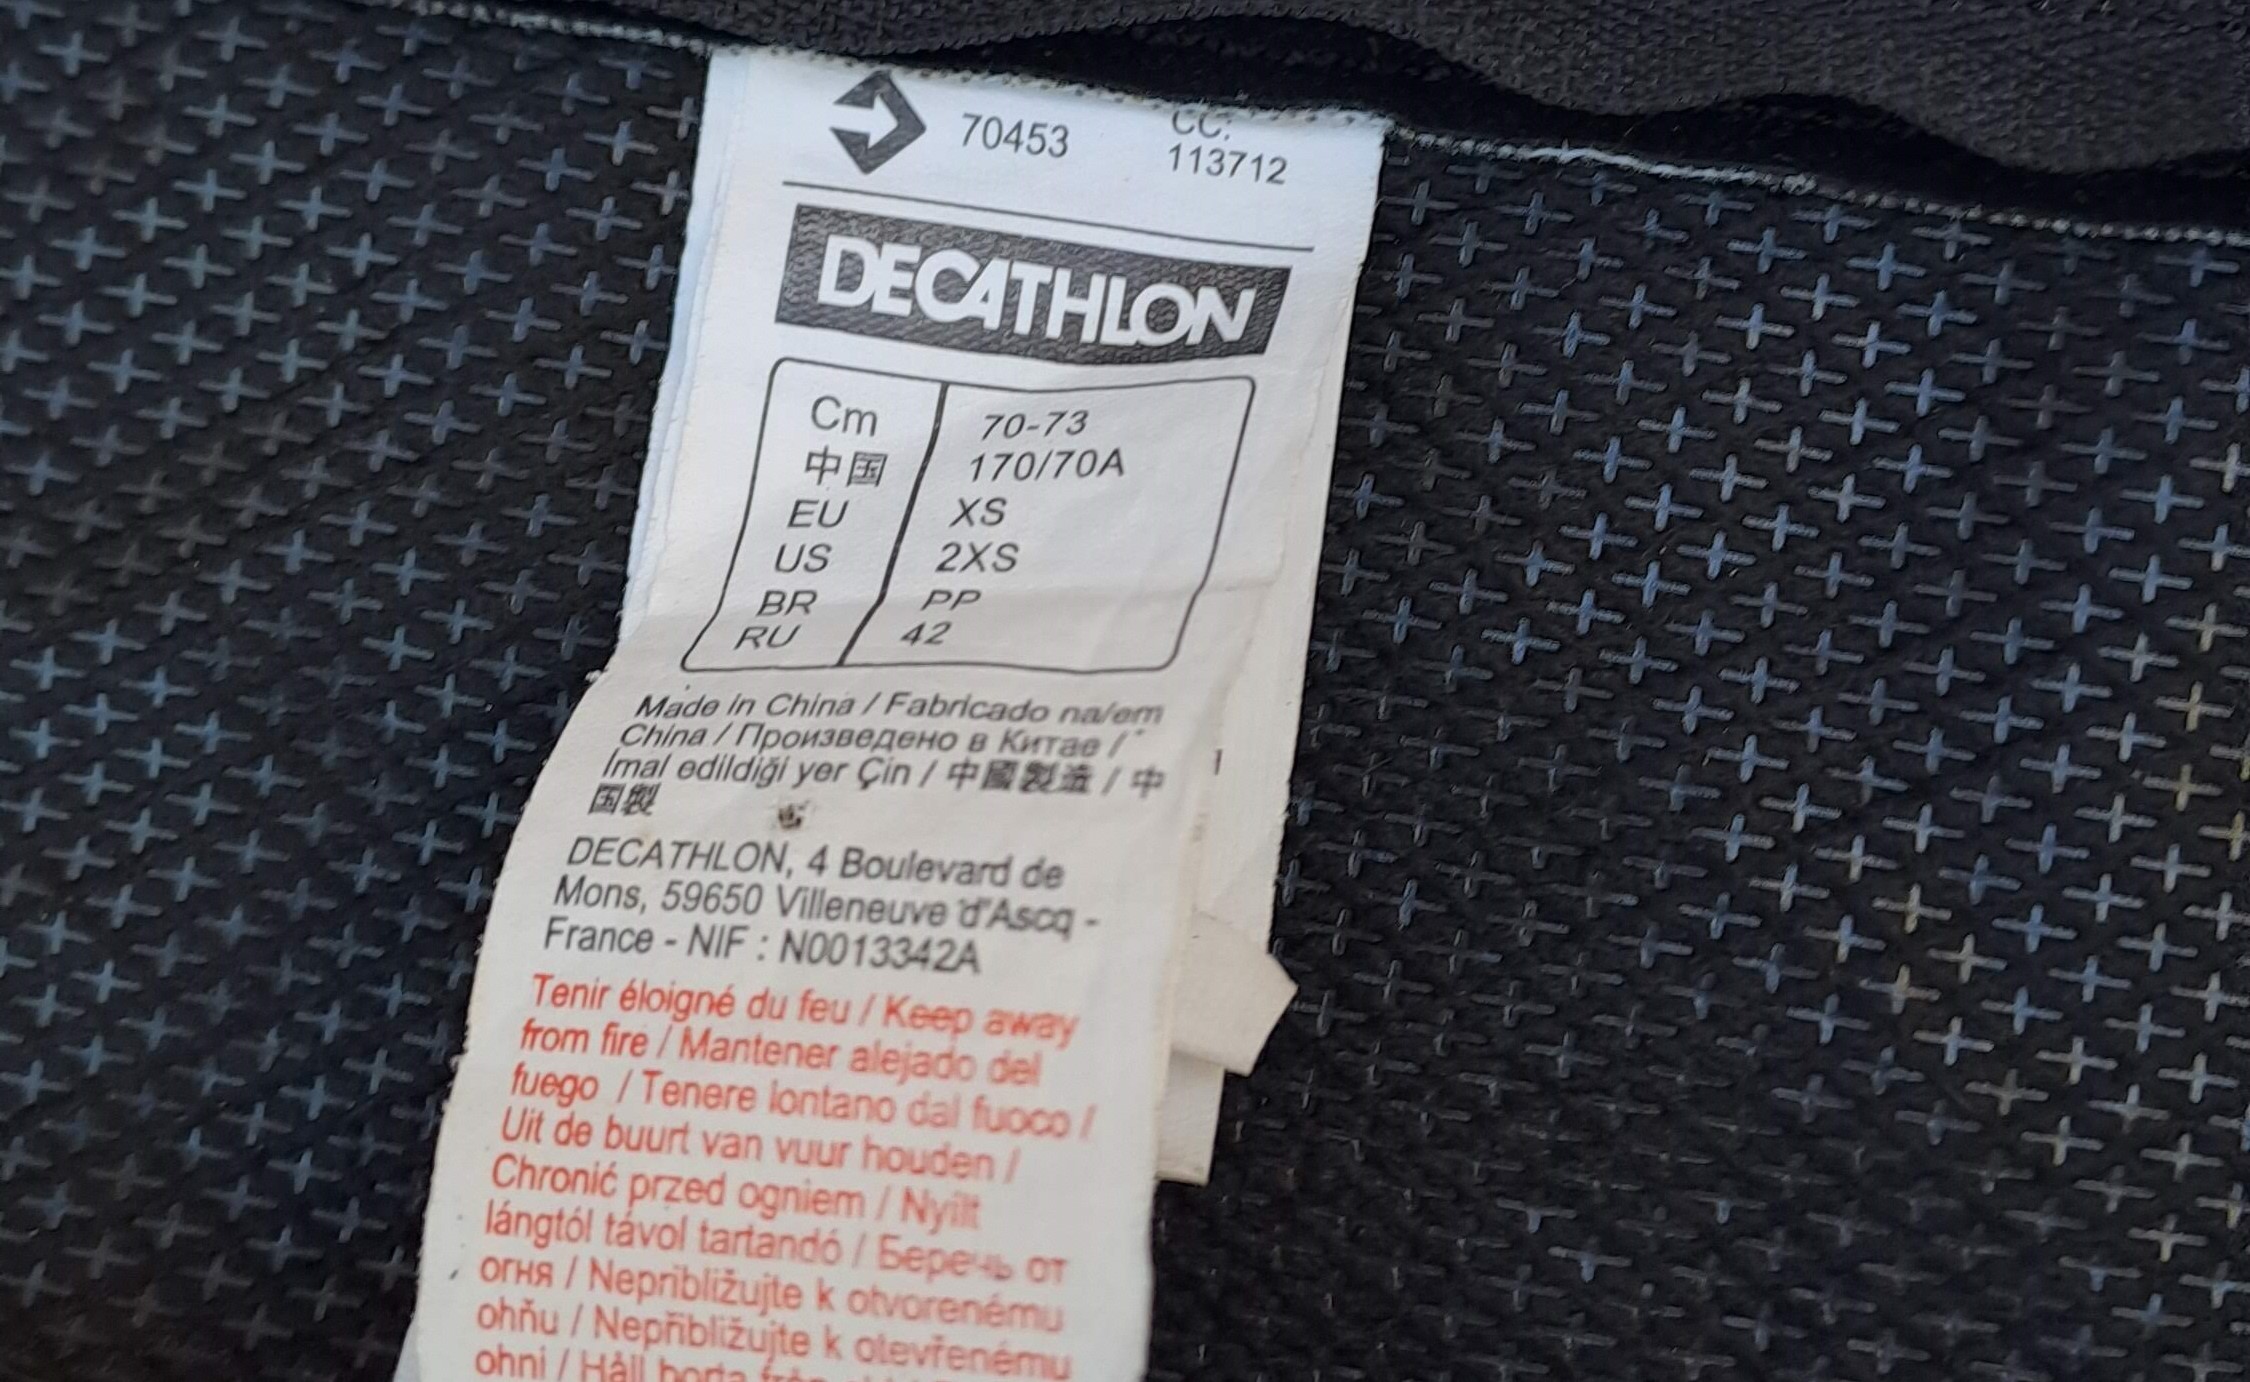 70453
CC:
113712
DECATHLON
Cm 70-73
中国 170/70A
EU XS
US 2XS
BR PP
RU 42
Made in China / Fabricado na/em
China / Произведено в Китае /
İmal edildiği yer Çin / 中國製造 / 中
国製
DECATHLON, 4 Boulevard de
Mons, 59650 Villeneuve d'Ascq -
France - NIF : N0013342A
Tenir éloigné du feu / Keep away
from fire / Mantener alejado del
fuego / Tenere lontano dal fuoco /
Uit de buurt van vuur houden /
Chronić przed ogniem / Nyílt
lángtól távol tartandó / Беречь от
огня / Nepribližujte k otvorenému
ohňu / Nepřibližujte k otevřenému
ohni / Håll borta från